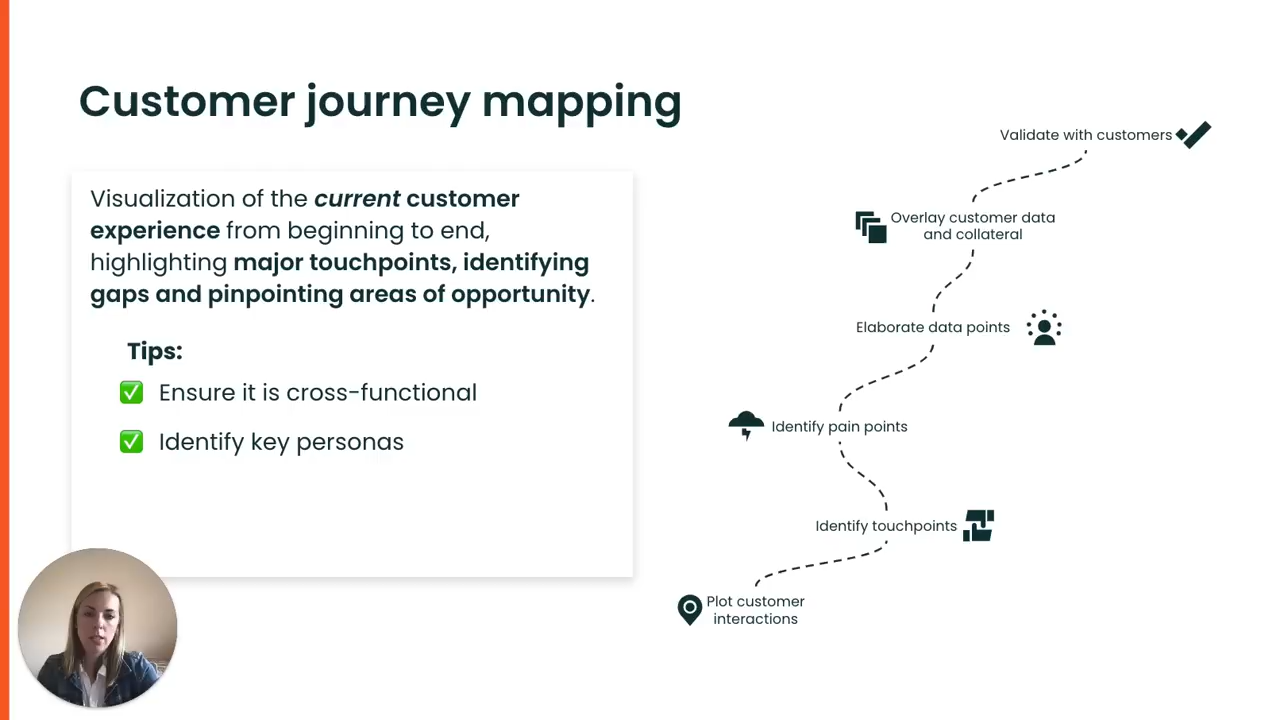 Customer journey mapping
Visualization of the current customer
experience from beginning to end,
highlighting major touchpoints, identifying
gaps and pinpointing areas of opportunity.
Tips:
✅ Ensure it is cross-functional
✅ Identify key personas
Validate with customers
Overlay customer data
and collateral
Elaborate data points
Identify pain points
Identify touchpoints
Plot customer
interactions